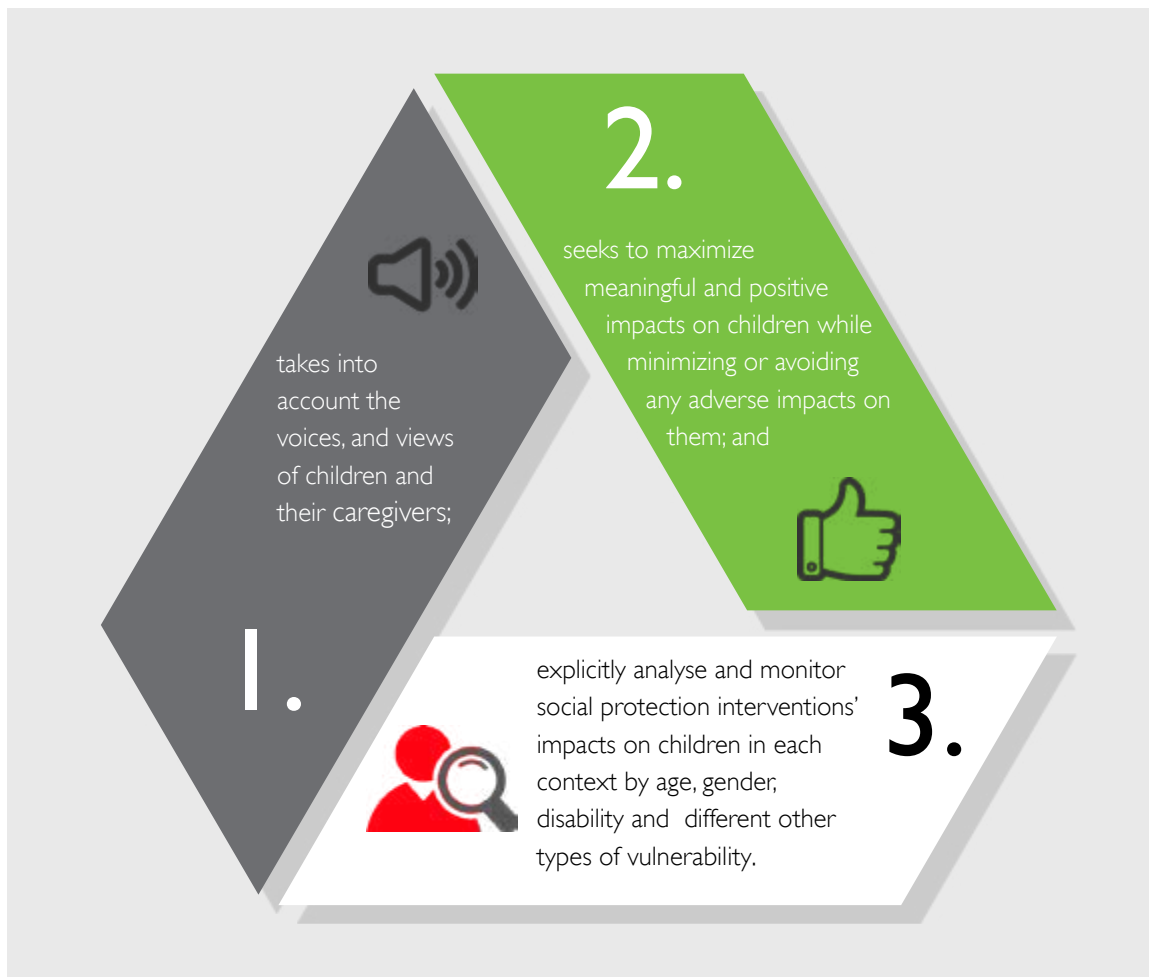 takes into
account the
voices, and views
of children and
their caregivers;
1.
2.
seeks to maximize
meaningful and positive
impacts on children while
minimizing or avoiding
any adverse impacts on
them; and
3.
explicitly analyse and monitor
social protection interventions’
impacts on children in each
context by age, gender,
disability and  different other
types of vulnerability.